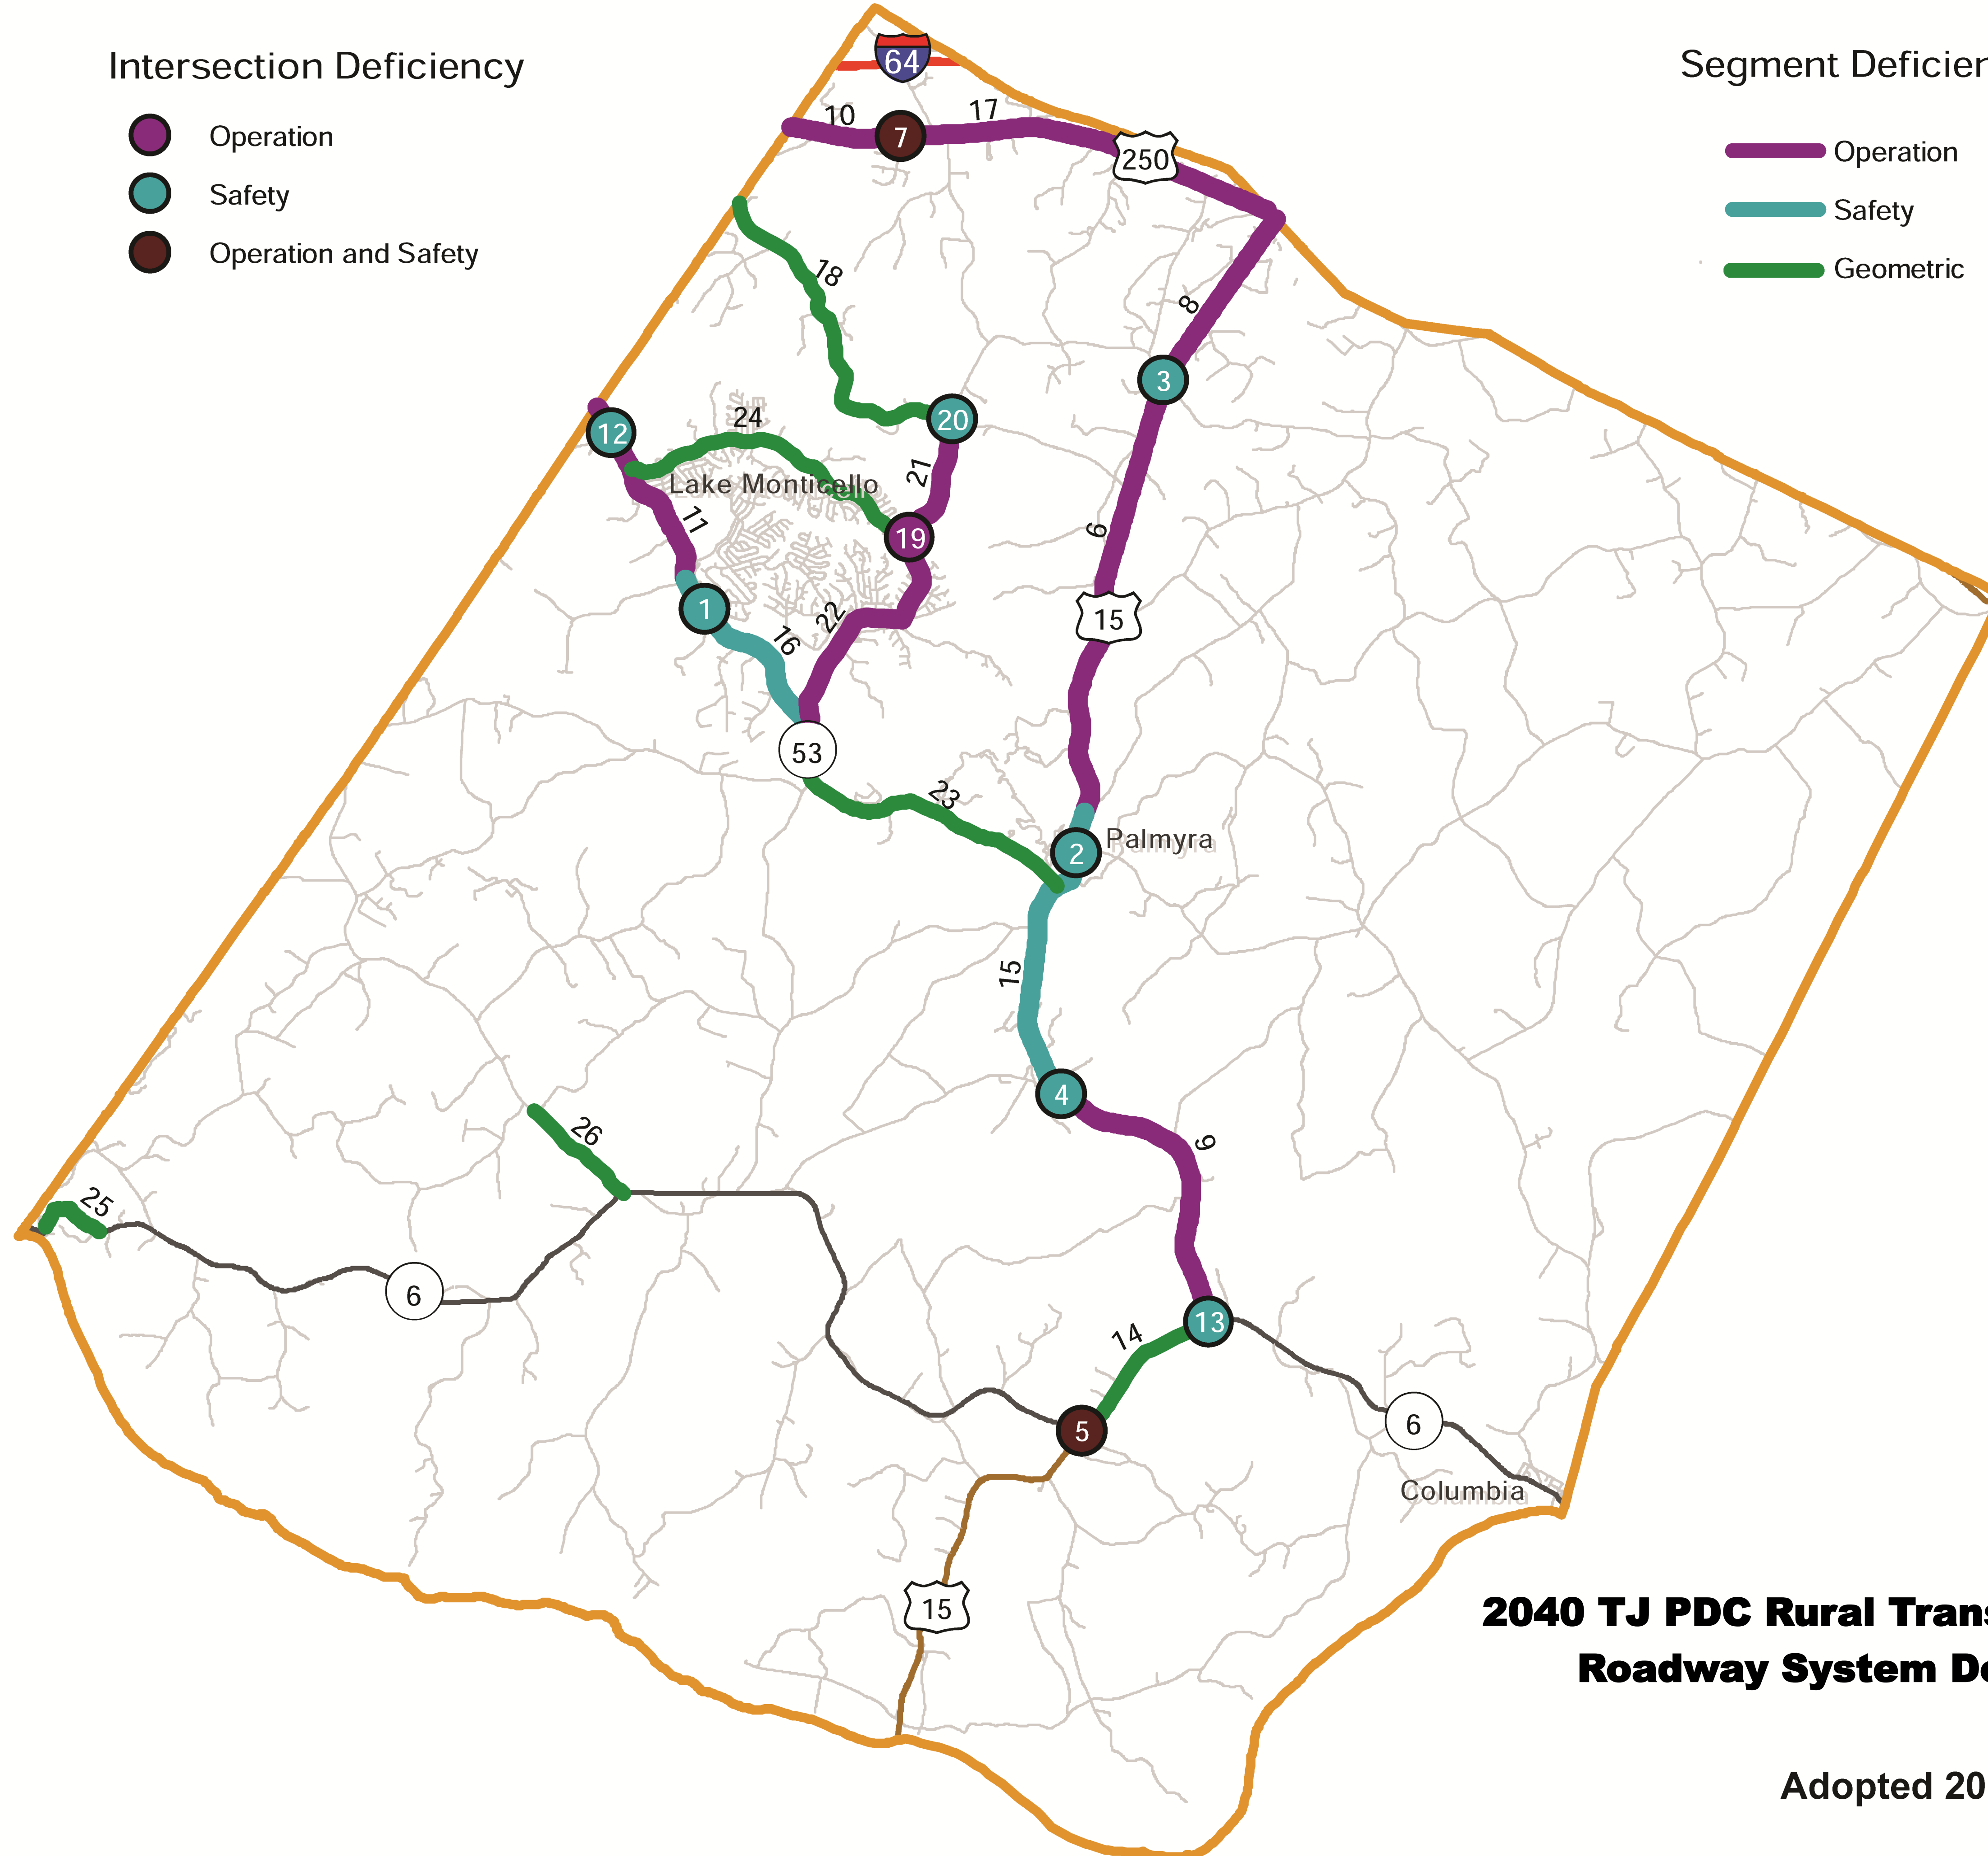 Intersection Deficiency
Operation
Safety
Operation and Safety
Segment Deficien
Operation
Safety
Geometric
64
10
7
17
250
18
8
3
12
24
20
Lake Monticello
21
11
19
6
1
16
22
15
53
23
2
Palmyra
15
4
26
9
25
6
13
14
5
6
Columbia
15
2040 TJ PDC Rural Trans
Roadway System De
Adopted 20